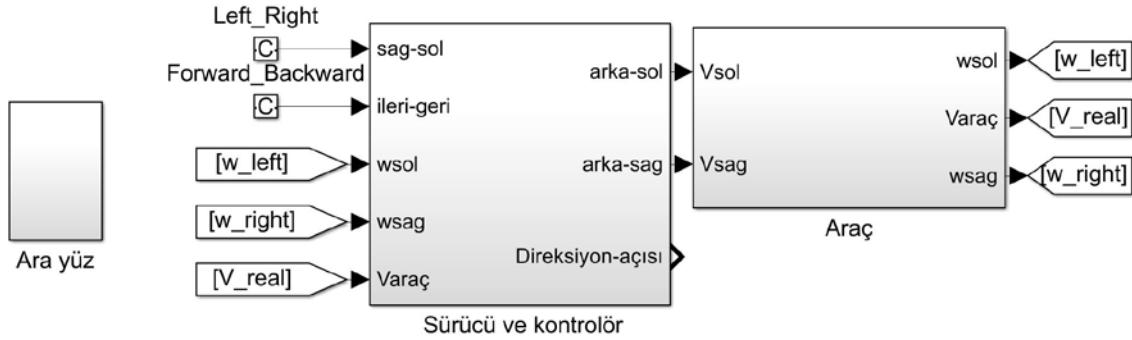 Left_Right
C
Forward_Backward
C
[w_left]
[w_right]
[V_real]
Ara yüz
sag-sol
ileri-geri
wsol
wsag
Varaç
arka-sol
arka-sag
Direksiyon-açısı
Sürücü ve kontrolör
Vsol
Vsag
wsol
Varaç
wsag
Araç
[w_left]
[V_real]
[w_right]